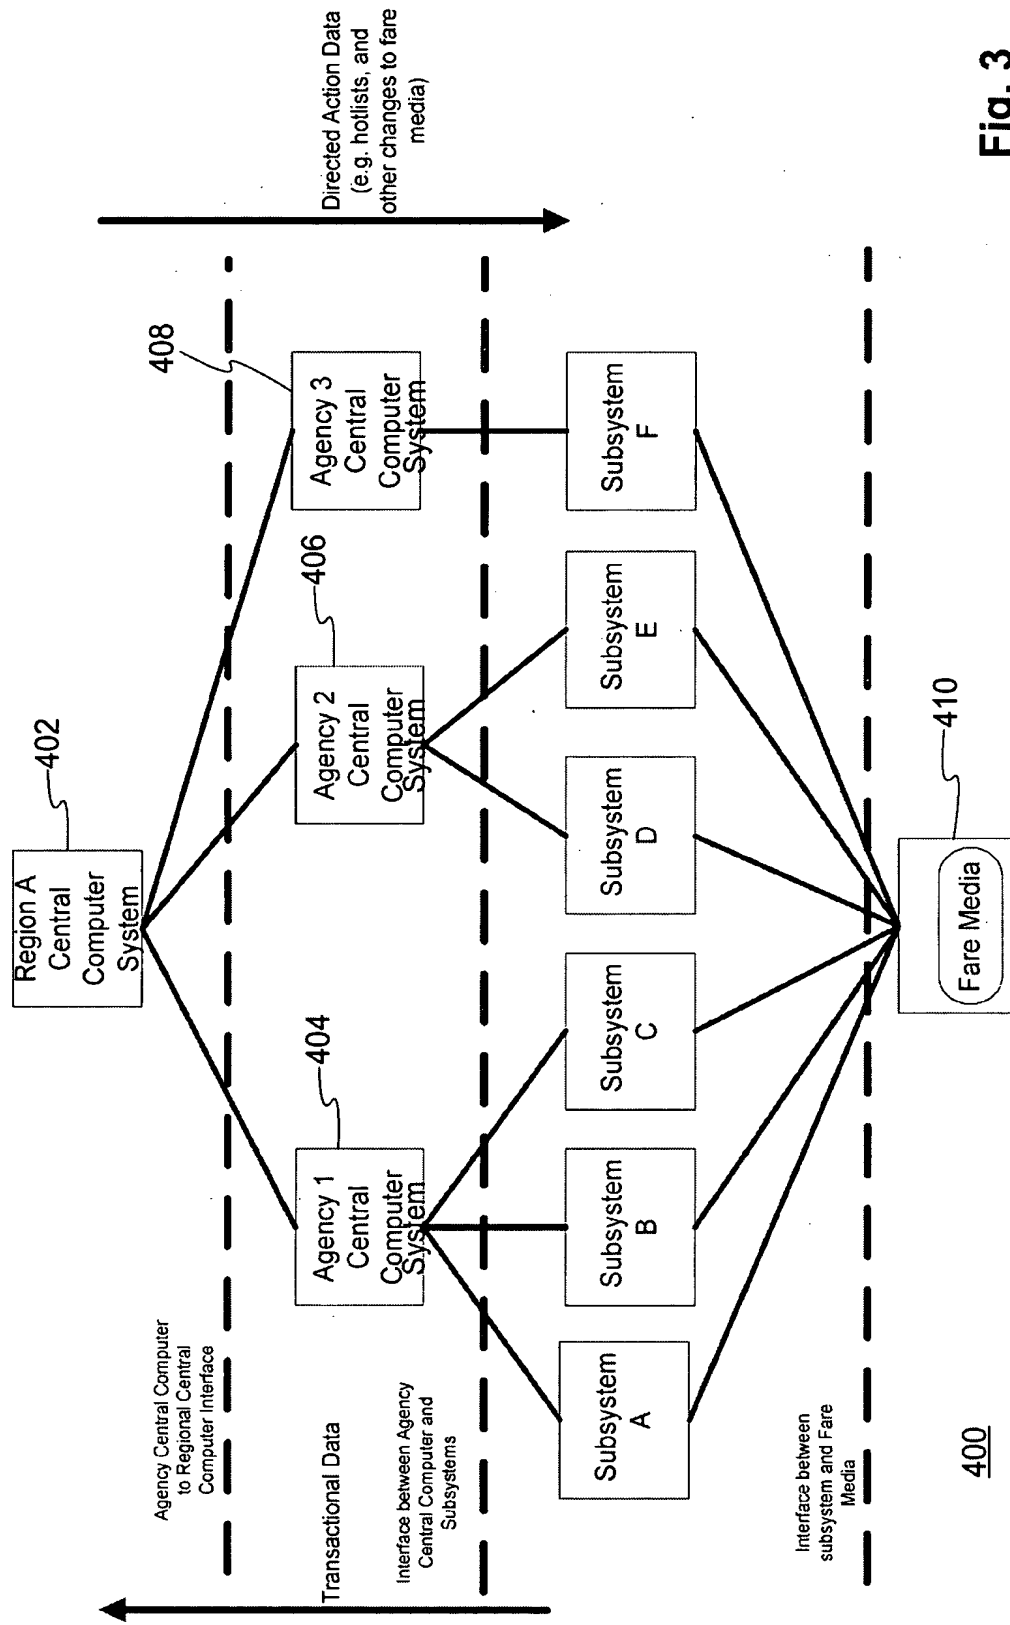 Region A
Central
Computer
System
402
Agency Central Computer
to Regional Central
Computer Interface
Directed Action Data
(e.g. hotlists, and
other changes to fare
media)
Transactional Data
Agency 1
Central
Computer
System
404
Agency 2
Central
Computer
System
406
Agency 3
Central
Computer
System
408
Interface between Agency
Central Computer and
Subsystems
Subsystem
A
Subsystem
B
Subsystem
C
Subsystem
D
Subsystem
E
Subsystem
F
Interface between
subsystem and Fare
Media
Fare Media
410
400
Fig. 3